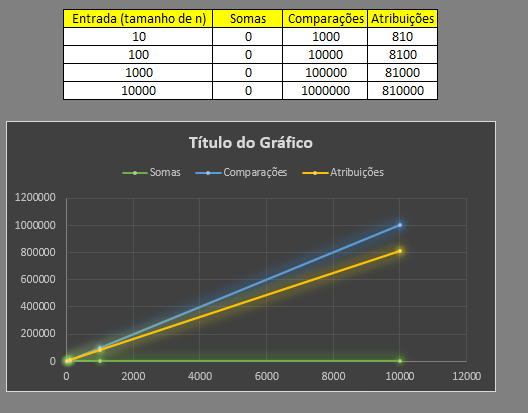 Entrada (tamanho de n) Somas Comparações Atribuições
10 0 1000 810
100 0 10000 8100
1000 0 100000 81000
10000 0 1000000 810000
Título do Gráfico
Somas Comparações Atribuições
1200000
1000000
800000
600000
400000
200000
0
0 2000 4000 6000 8000 10000 12000